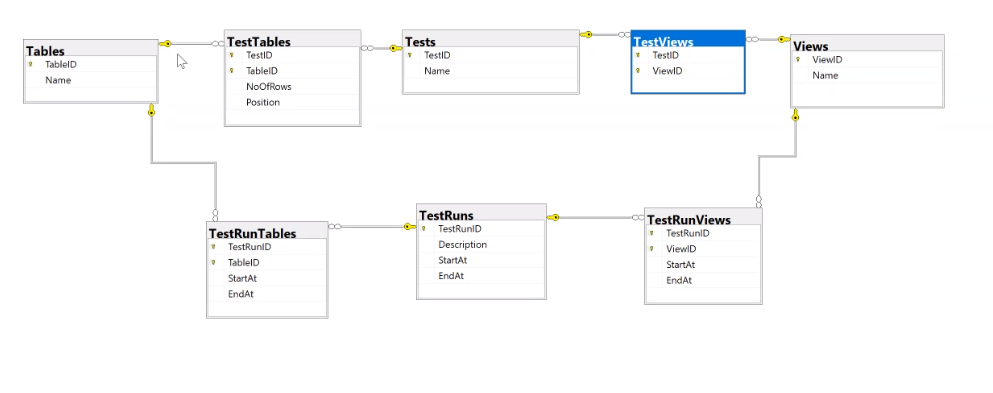 Tables
TableID
Name
TestTables
TestID
TableID
NoOfRows
Position
Tests
TestID
Name
TestViews
TestID
ViewID
Views
ViewID
Name
TestRunTables
TestRunID
TableID
StartAt
EndAt
TestRuns
TestRunID
Description
StartAt
EndAt
TestRunViews
TestRunID
ViewID
StartAt
EndAt